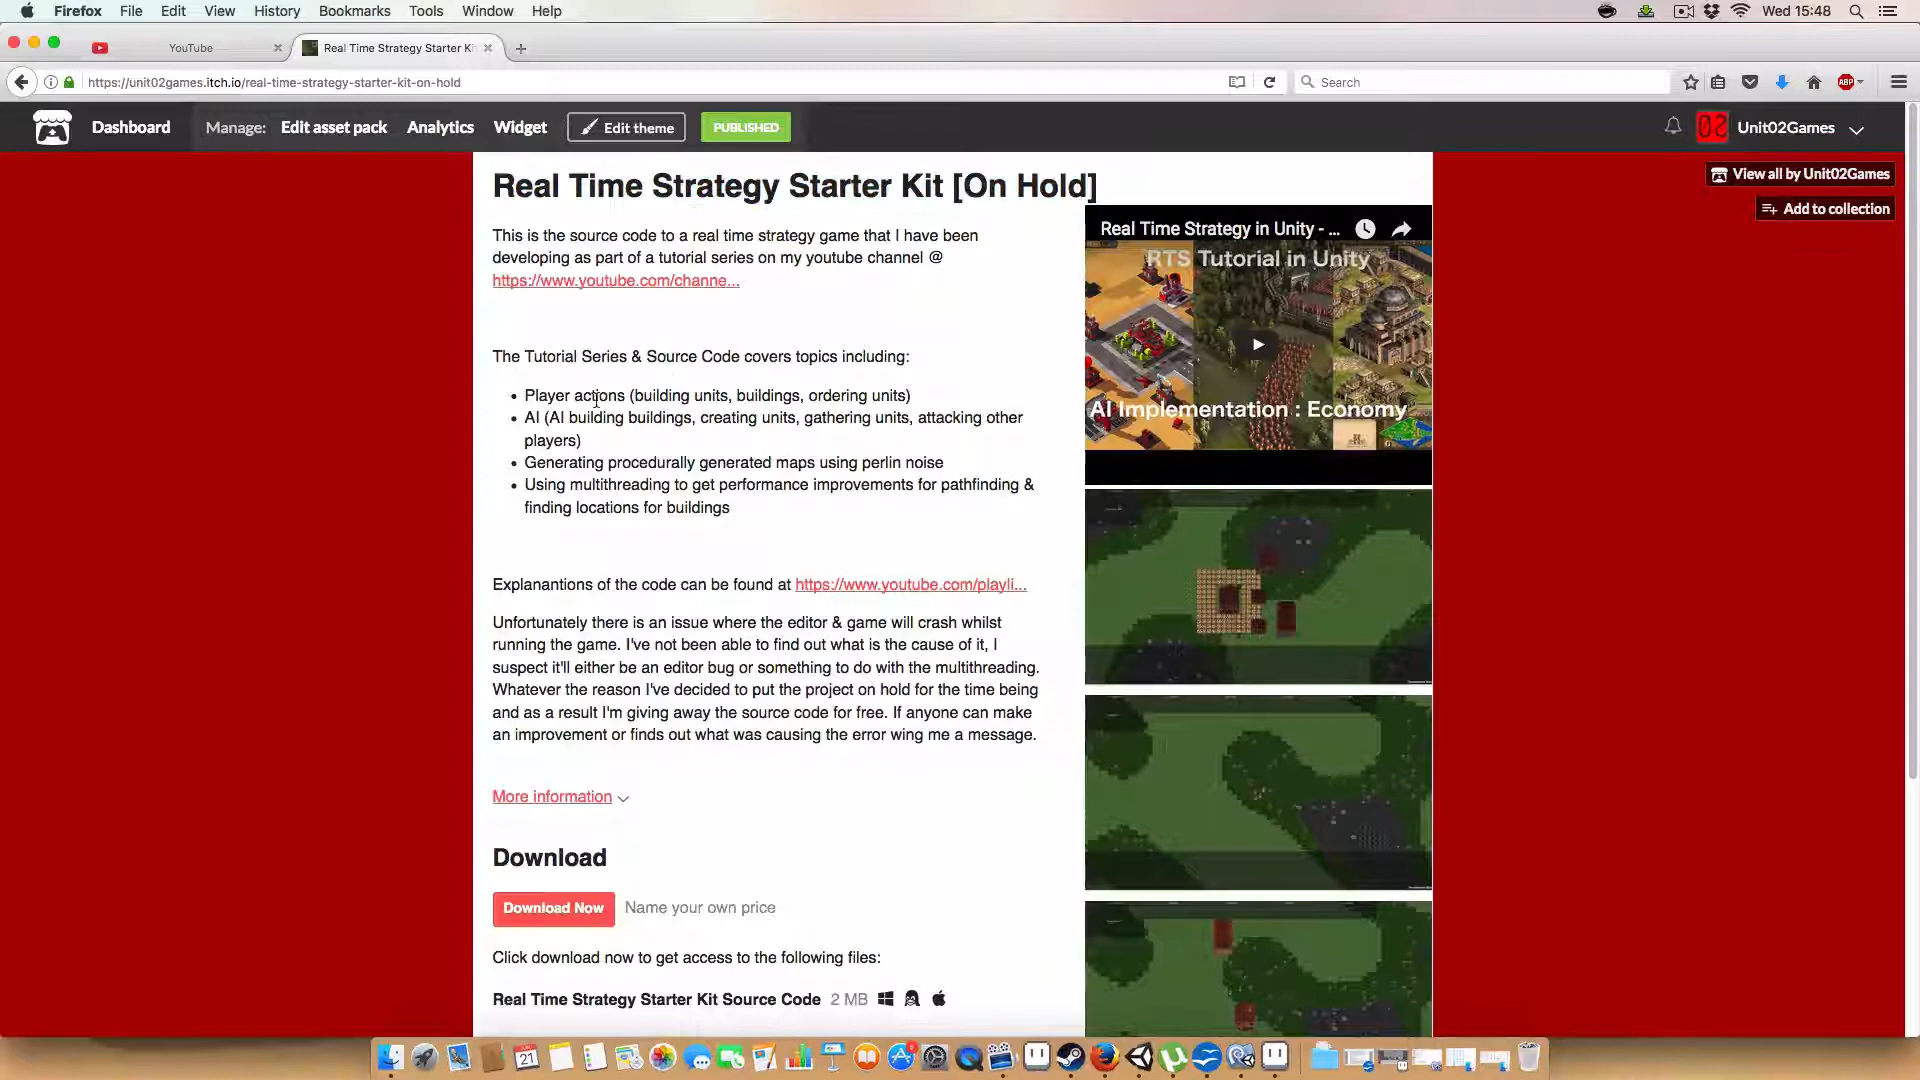 Firefox File Edit View History Bookmarks Tools Window Help Wed 15:48
YouTube Real Time Strategy Starter Ki
https://unit02games.itch.io/real-time-strategy-starter-kit-on-hold Search ABP
Dashboard Manage: Edit asset pack Analytics Widget Edit theme PUBLISHED 02 Unit02Games
View all by Unit02Games
Add to collection
Real Time Strategy Starter Kit [On Hold]
This is the source code to a real time strategy game that I have been
developing as part of a tutorial series on my youtube channel @
https://www.youtube.com/channe...
The Tutorial Series & Source Code covers topics including:
• Player actions (building units, buildings, ordering units)
• AI (AI building buildings, creating units, gathering units, attacking other
players)
• Generating procedurally generated maps using perlin noise
• Using multithreading to get performance improvements for pathfinding &
finding locations for buildings
Explanantions of the code can be found at https://www.youtube.com/playli...
Unfortunately there is an issue where the editor & game will crash whilst
running the game. I've not been able to find out what is the cause of it, I
suspect it'll either be an editor bug or something to do with the multithreading.
Whatever the reason I've decided to put the project on hold for the time being
and as a result I'm giving away the source code for free. If anyone can make
an improvement or finds out what was causing the error wing me a message.
More information
Download
Download Now Name your own price
Click download now to get access to the following files:
Real Time Strategy Starter Kit Source Code 2 MB
Real Time Strategy in Unity - ...
RTS Tutorial in Unity
AI Implementation : Economy
21